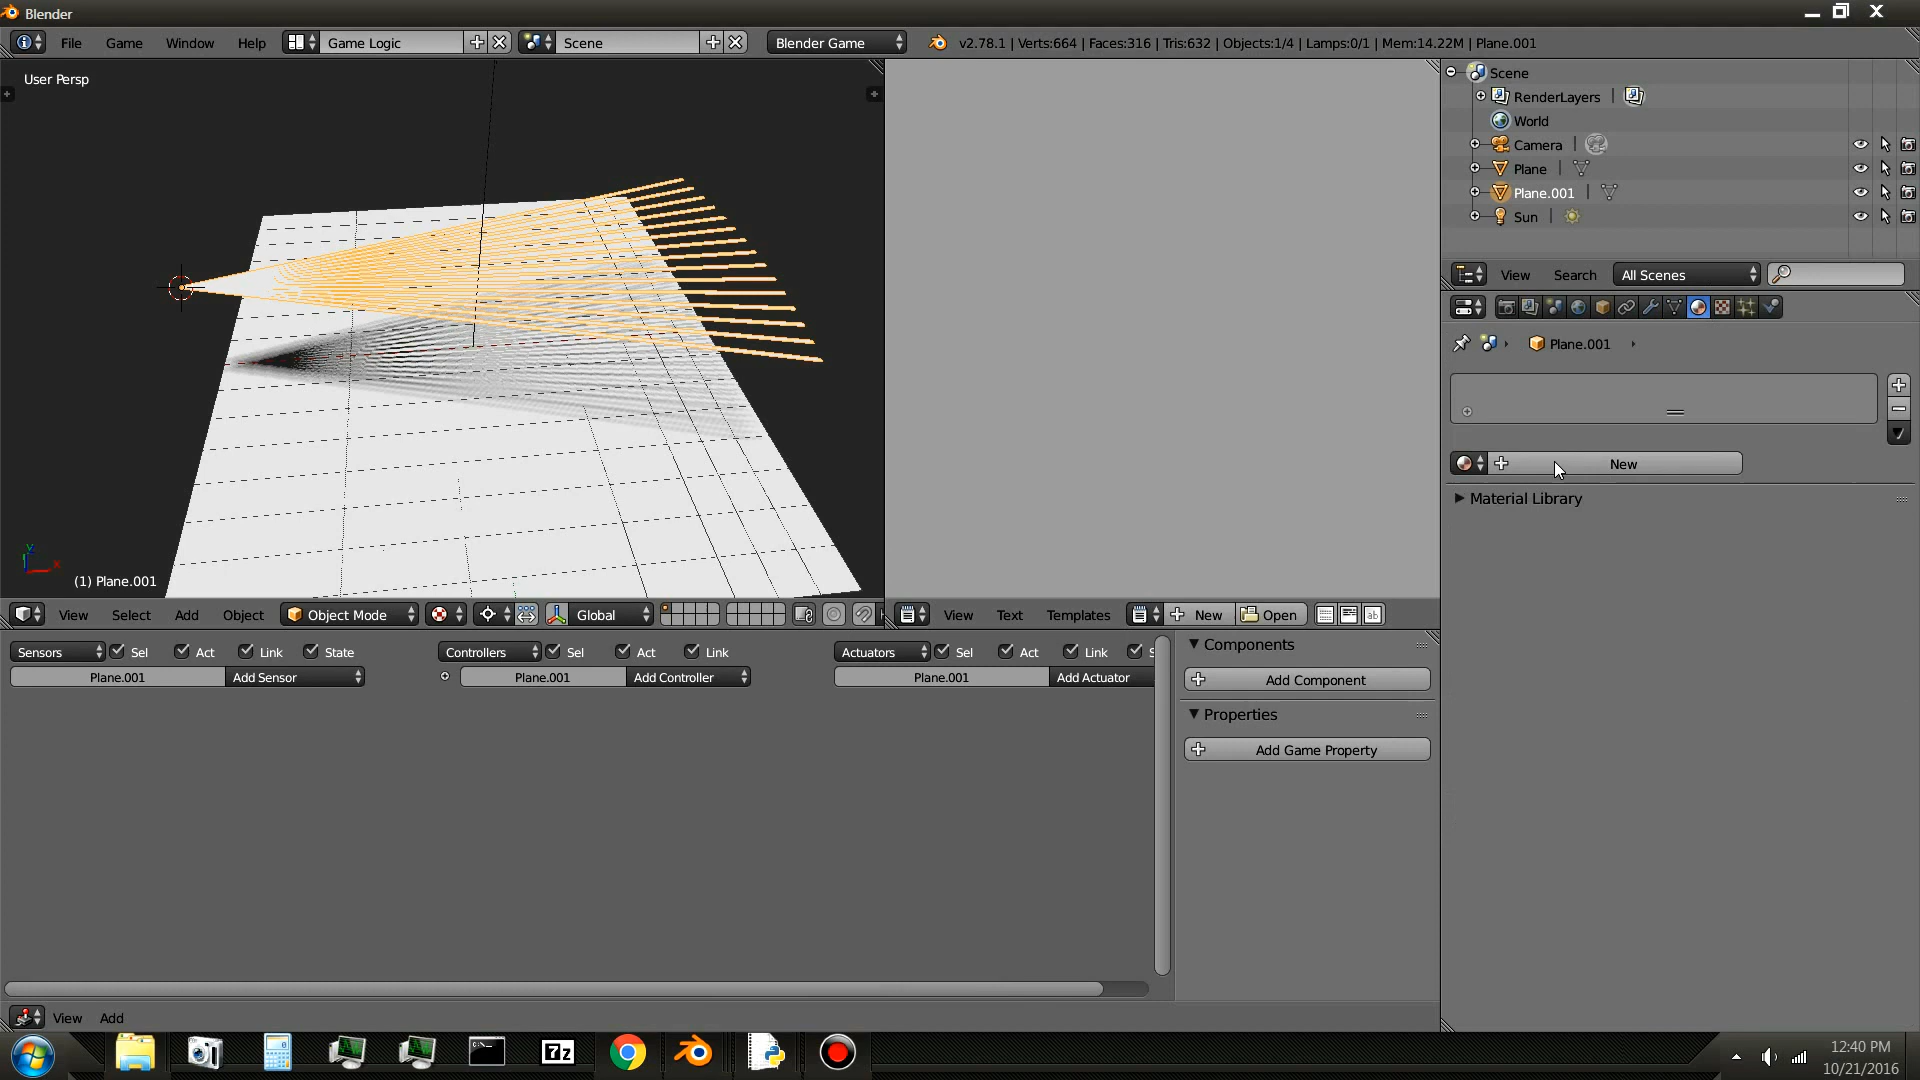 Blender
File Game Window Help Game Logic Scene Blender Game v2.78.1 | Verts:664 | Faces:316 | Tris:632 | Objects:1/4 | Lamps:0/1 | Mem:14.22M | Plane.001
User Persp
(1) Plane.001
View Select Add Object Object Mode Global
View Text Templates New Open ab
Scene
RenderLayers |
World
Camera |
Plane |
Plane.001 |
Sun |
View Search All Scenes
Plane.001
New
Material Library
Sensors Sel Act Link State Controllers Sel Act Link Actuators Sel Act Link S
Plane.001 Add Sensor Plane.001 Add Controller Plane.001 Add Actuator
Components
Add Component
Properties
Add Game Property
View Add
7z
12:40 PM
10/21/2016